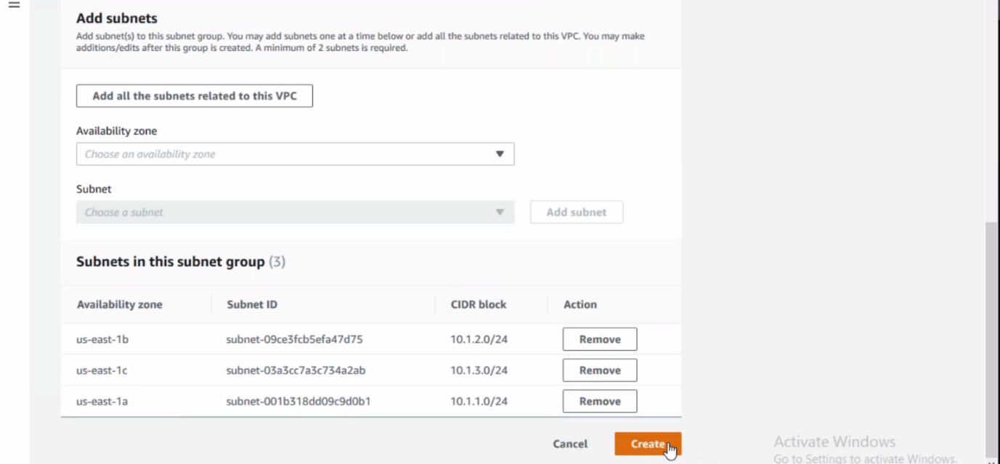 Add subnets
Add subnet(s) to this subnet group. You may add subnets one at a time below or add all the subnets related to this VPC. You may make
additions/edits after this group is created. A minimum of 2 subnets is required.
Add all the subnets related to this VPC
Availability zone
Choose an availability zone
Subnet
Choose a subnet
Add subnet
Subnets in this subnet group (3)
Availability zone Subnet ID CIDR block Action
us-east-1b subnet-09ce3fcb5efa47d75 10.1.2.0/24 Remove
us-east-1c subnet-03a3cc7a3c734a2ab 10.1.3.0/24 Remove
us-east-1a subnet-001b318dd09c9d0b1 10.1.1.0/24 Remove
Cancel Create
Activate Windows
Go to Settings to activate Windows.